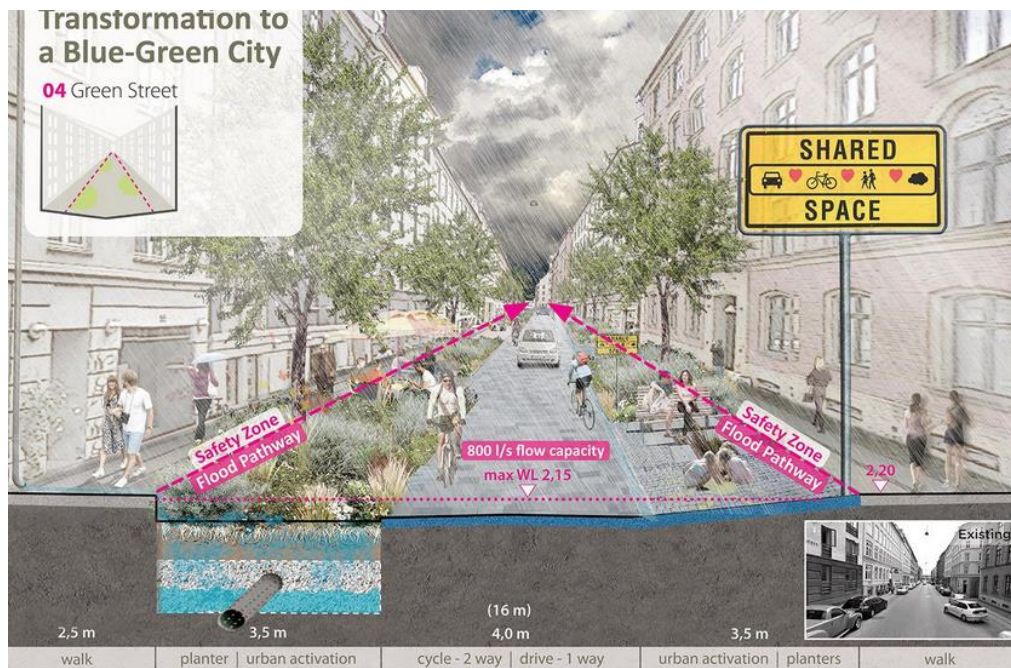 Transformation to
a Blue-Green City
04 Green Street
SHARED
SPACE
Safety Zone
Flood Pathway
800 l/s flow capacity
max WL 2,15
Safety Zone
Flood Pathway
2,20
Existing
(16 m)
2,5 m
3,5 m
4,0 m
3,5 m
walk
planter | urban activation
cycle - 2 way | drive - 1 way
urban activation | planters
walk